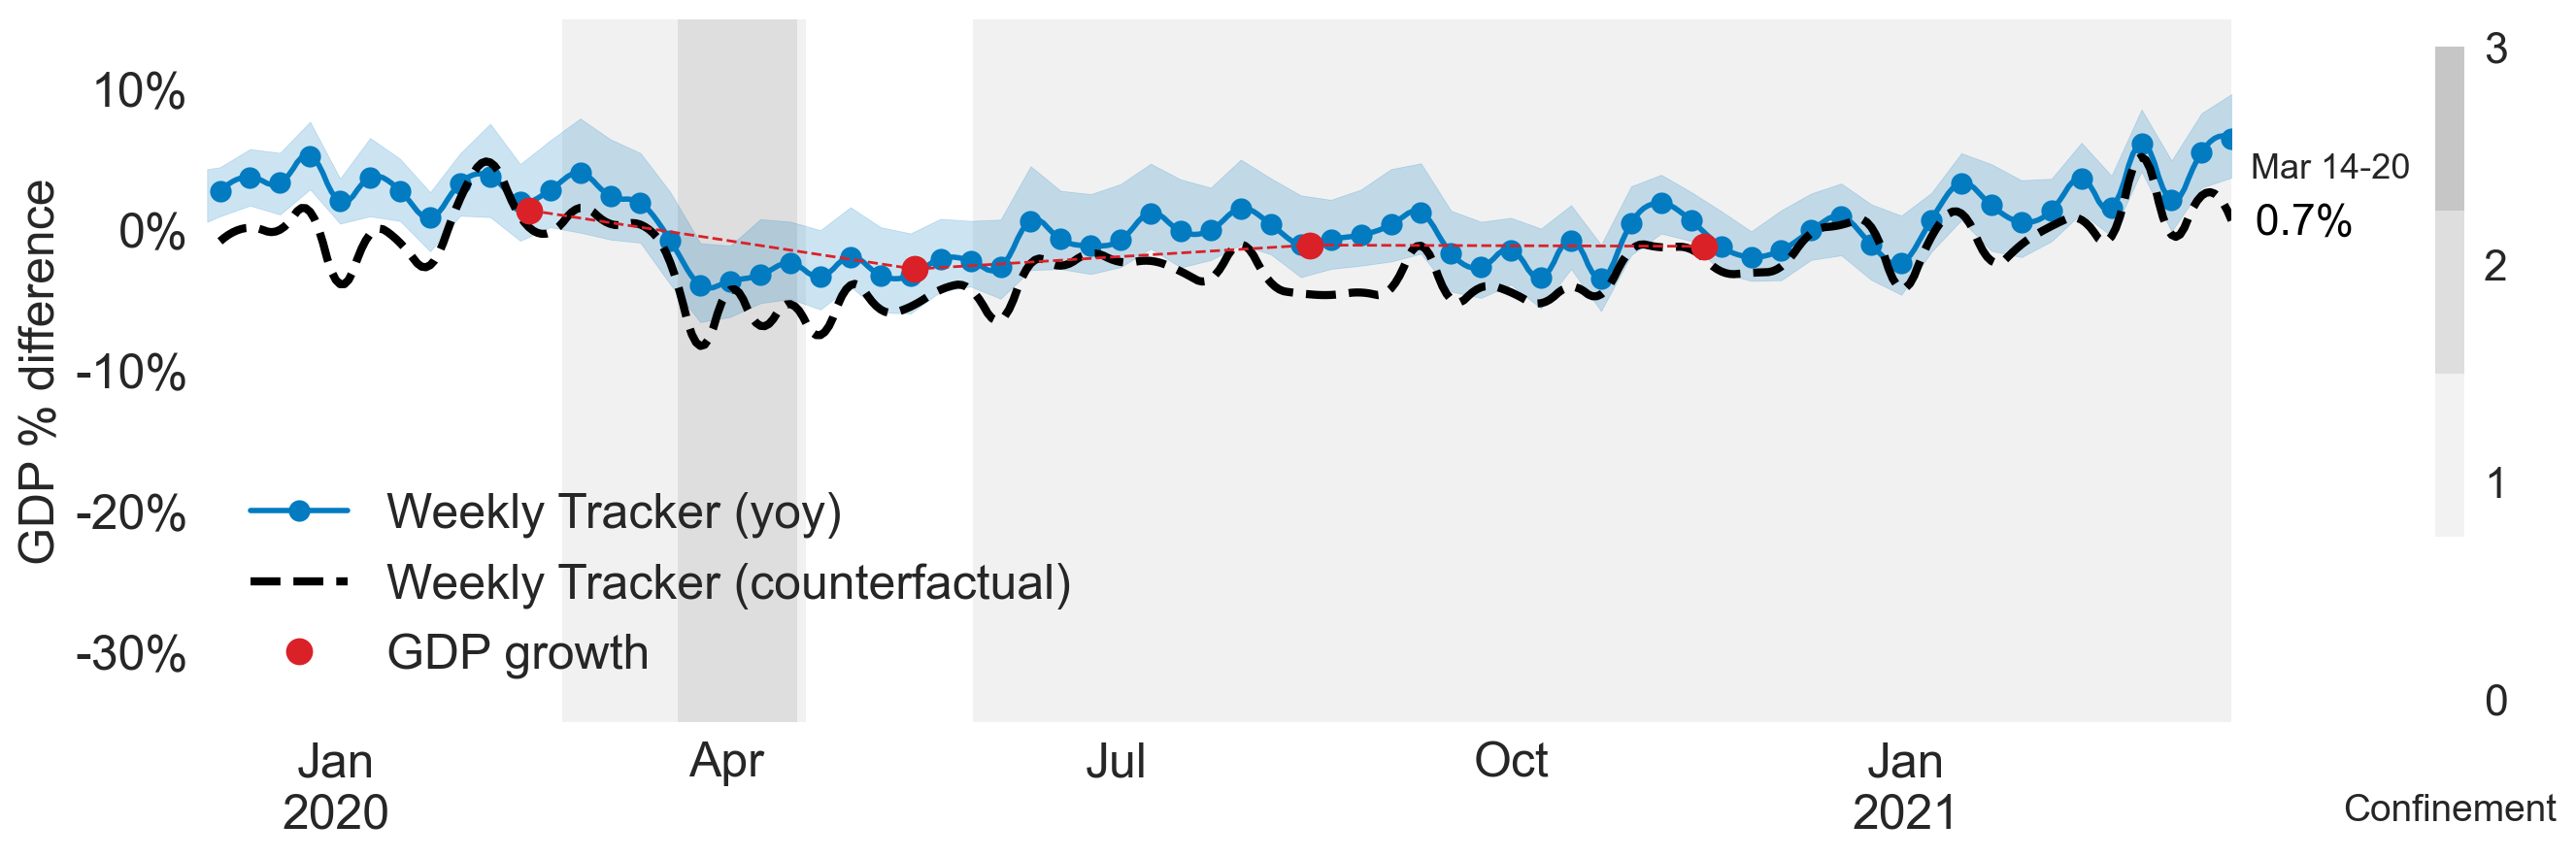 GDP % difference
10%
0%
-10%
-20%
-30%
Weekly Tracker (yoy)
Weekly Tracker (counterfactual)
GDP growth
Jan
2020
Apr
Jul
Oct
Jan
2021
Mar 14-20
0.7%
3
2
1
0
Confinement